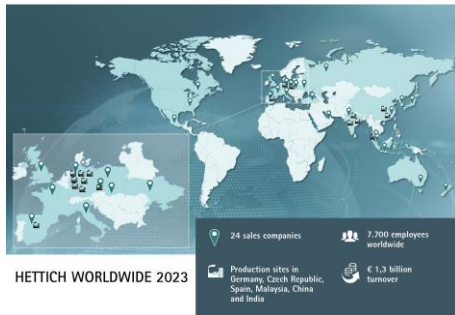 24 sales companies
7.700 employees
worldwide
Production sites in
Germany, Czech Republic,
Spain, Malaysia, China
and India
€ 1,3 billion
turnover
HETTICH WORLDWIDE 2023